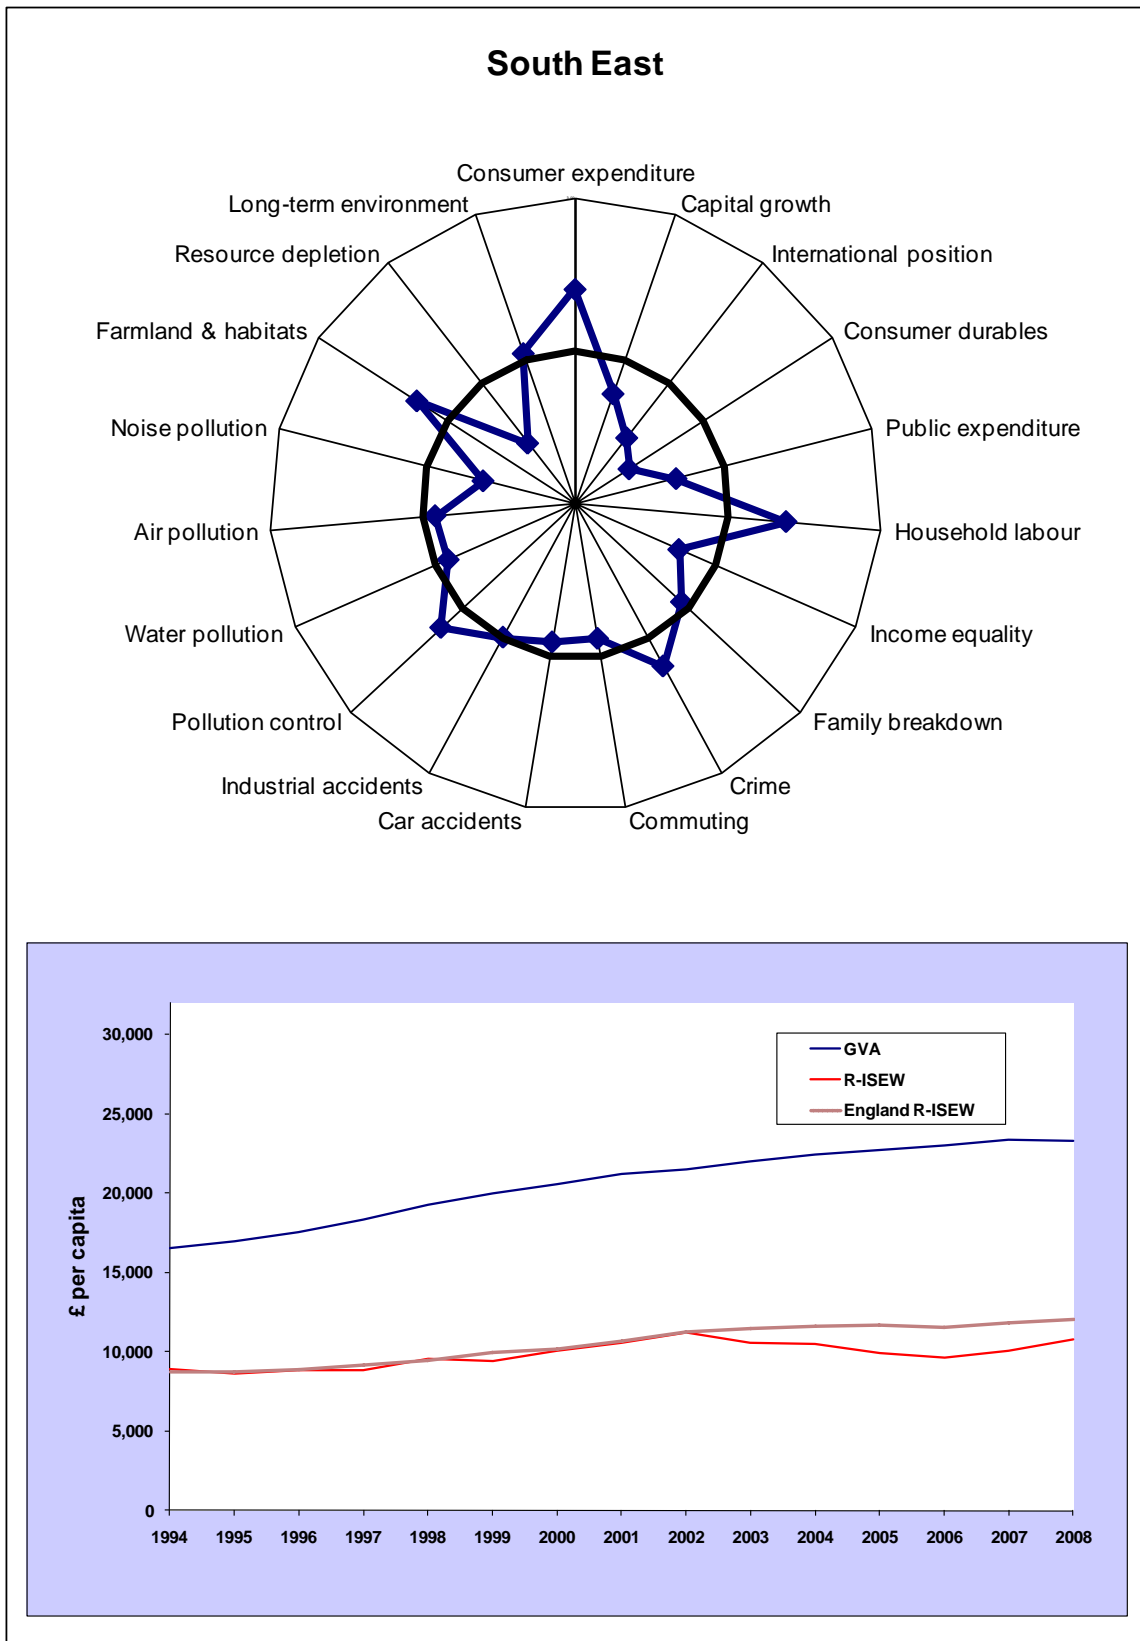 South East
Consumer expenditure
Long-term environment
Capital growth
Resource depletion
International position
Farmland & habitats
Consumer durables
Noise pollution
Public expenditure
Air pollution
Household labour
Water pollution
Income equality
Pollution control
Family breakdown
Industrial accidents
Crime
Car accidents
Commuting
£ per capita
30,000
25,000
20,000
15,000
10,000
5,000
0
GVA
R-ISEW
England R-ISEW
1994 1995 1996 1997 1998 1999 2000 2001 2002 2003 2004 2005 2006 2007 2008